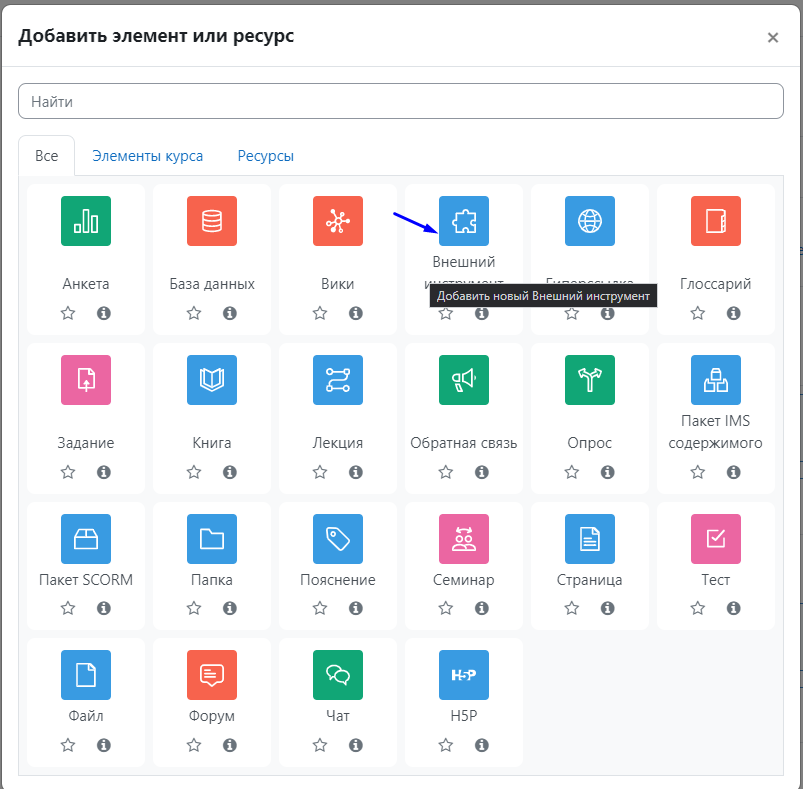 Добавить элемент или ресурс
×
Найти
Все Элементы курса Ресурсы
Анкета
База данных
Вики
Внешний
инструмент
Добавить новый Внешний инструмент
Гиперссылка
Глоссарий
Задание
Книга
Лекция
Обратная связь
Опрос
Пакет IMS
содержимого
Пакет SCORM
Папка
Пояснение
Семинар
Страница
Тест
Файл
Форум
Чат
H5P
H5P